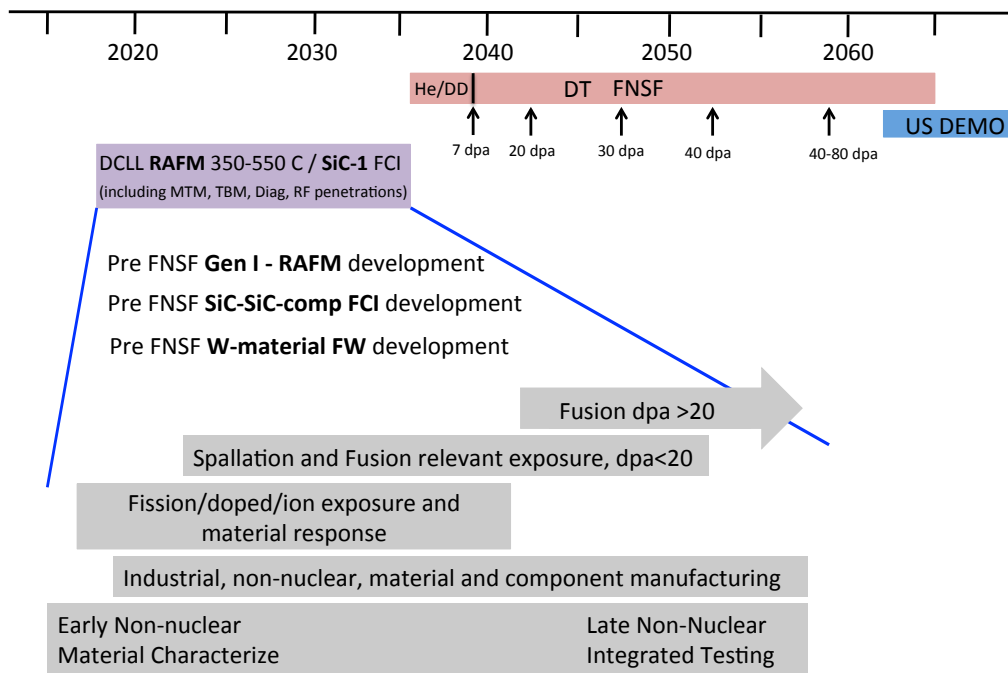 2020 2030 2040 2050 2060
He/DD DT FNSF
US DEMO
7 dpa 20 dpa 30 dpa 40 dpa 40-80 dpa
DCLL RAFM 350-550 C / SiC-1 FCI
(including MTM, TBM, Diag, RF penetrations)
Pre FNSF Gen I - RAFM development
Pre FNSF SiC-SiC-comp FCI development
Pre FNSF W-material FW development
Fusion dpa >20
Spallation and Fusion relevant exposure, dpa<20
Fission/doped/ion exposure and
material response
Industrial, non-nuclear, material and component manufacturing
Early Non-nuclear
Material Characterize
Late Non-Nuclear
Integrated Testing